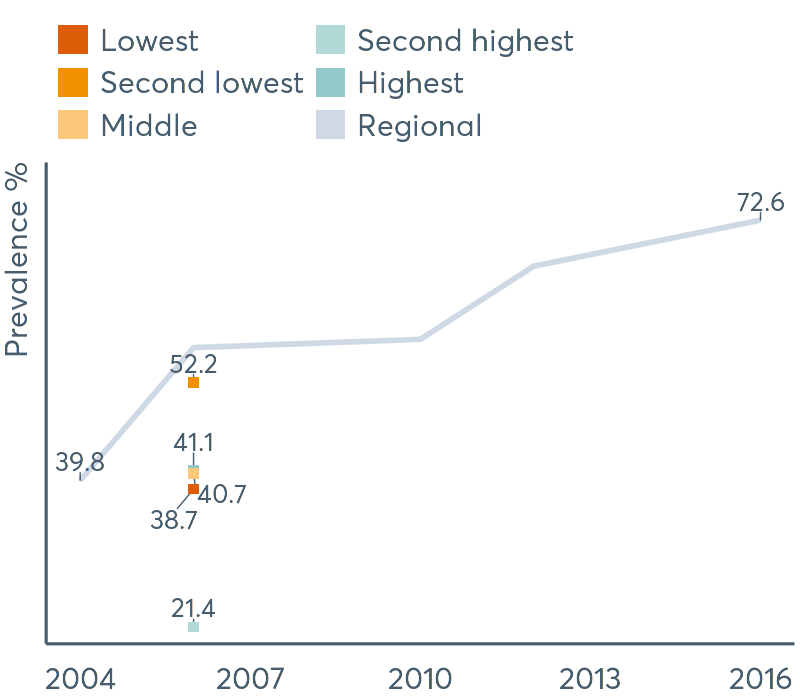 Lowest
Second lowest
Middle
Second highest
Highest
Regional
Prevalence %
72.6
52.2
41.1
39.8
40.7
38.7
21.4
2004 2007 2010 2013 2016